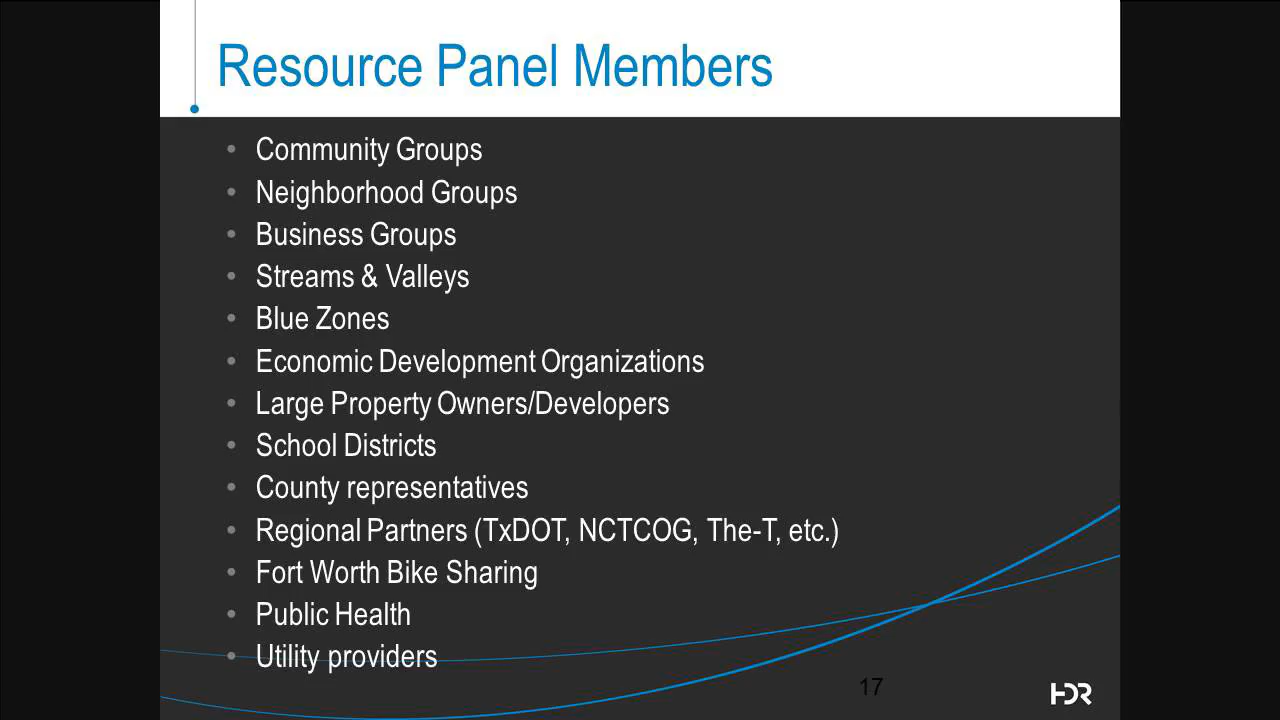 Resource Panel Members
• Community Groups
• Neighborhood Groups
• Business Groups
• Streams & Valleys
• Blue Zones
• Economic Development Organizations
• Large Property Owners/Developers
• School Districts
• County representatives
• Regional Partners (TxDOT, NCTCOG, The-T, etc.)
• Fort Worth Bike Sharing
• Public Health
• Utility providers
17
HDR